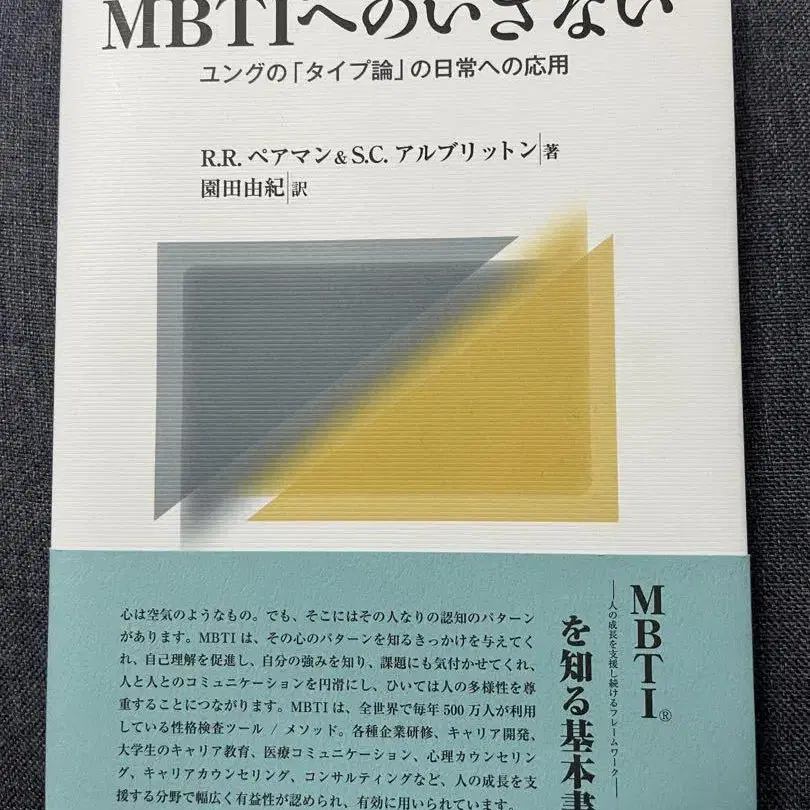 MBTIへのいざない
ユングの「タイプ論」の日常への応用
R.R. ペアマン&S.C. アルブリットン|著
園田由紀|訳
MBTI®
―人の成長を支援し続けるフレームワーク―
を知る基本書
心は空気のようなもの。でも、そこにはその人なりの認知のパターン
があります。MBTI は、その心のパターンを知るきっかけを与えてく
れ、自己理解を促進し、自分の強みを知り、課題にも気付かせてくれ、
人と人とのコミュニケーションを円滑にし、ひいては人の多様性を尊
重することにつながります。MBTI は、全世界で毎年 500 万人が利用
している性格検査ツール / メソッド。各種企業研修、キャリア開発、
大学生のキャリア教育、医療コミュニケーション、心理カウンセリン
グ、キャリアカウンセリング、コンサルティングなど、人の成長を支
援する分野で幅広く有益性が認められ、有効に用いられています。